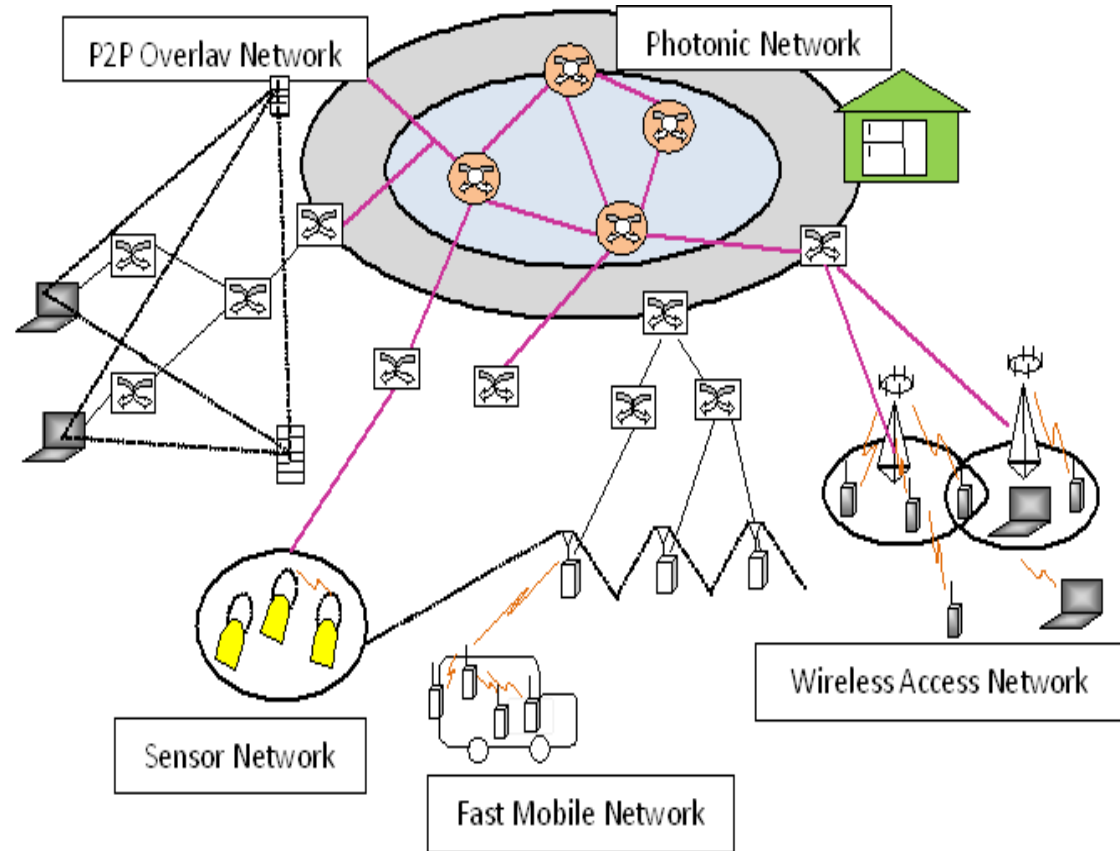 P2P Overlav Network
Photonic Network
Wireless Access Network
Sensor Network
Fast Mobile Network